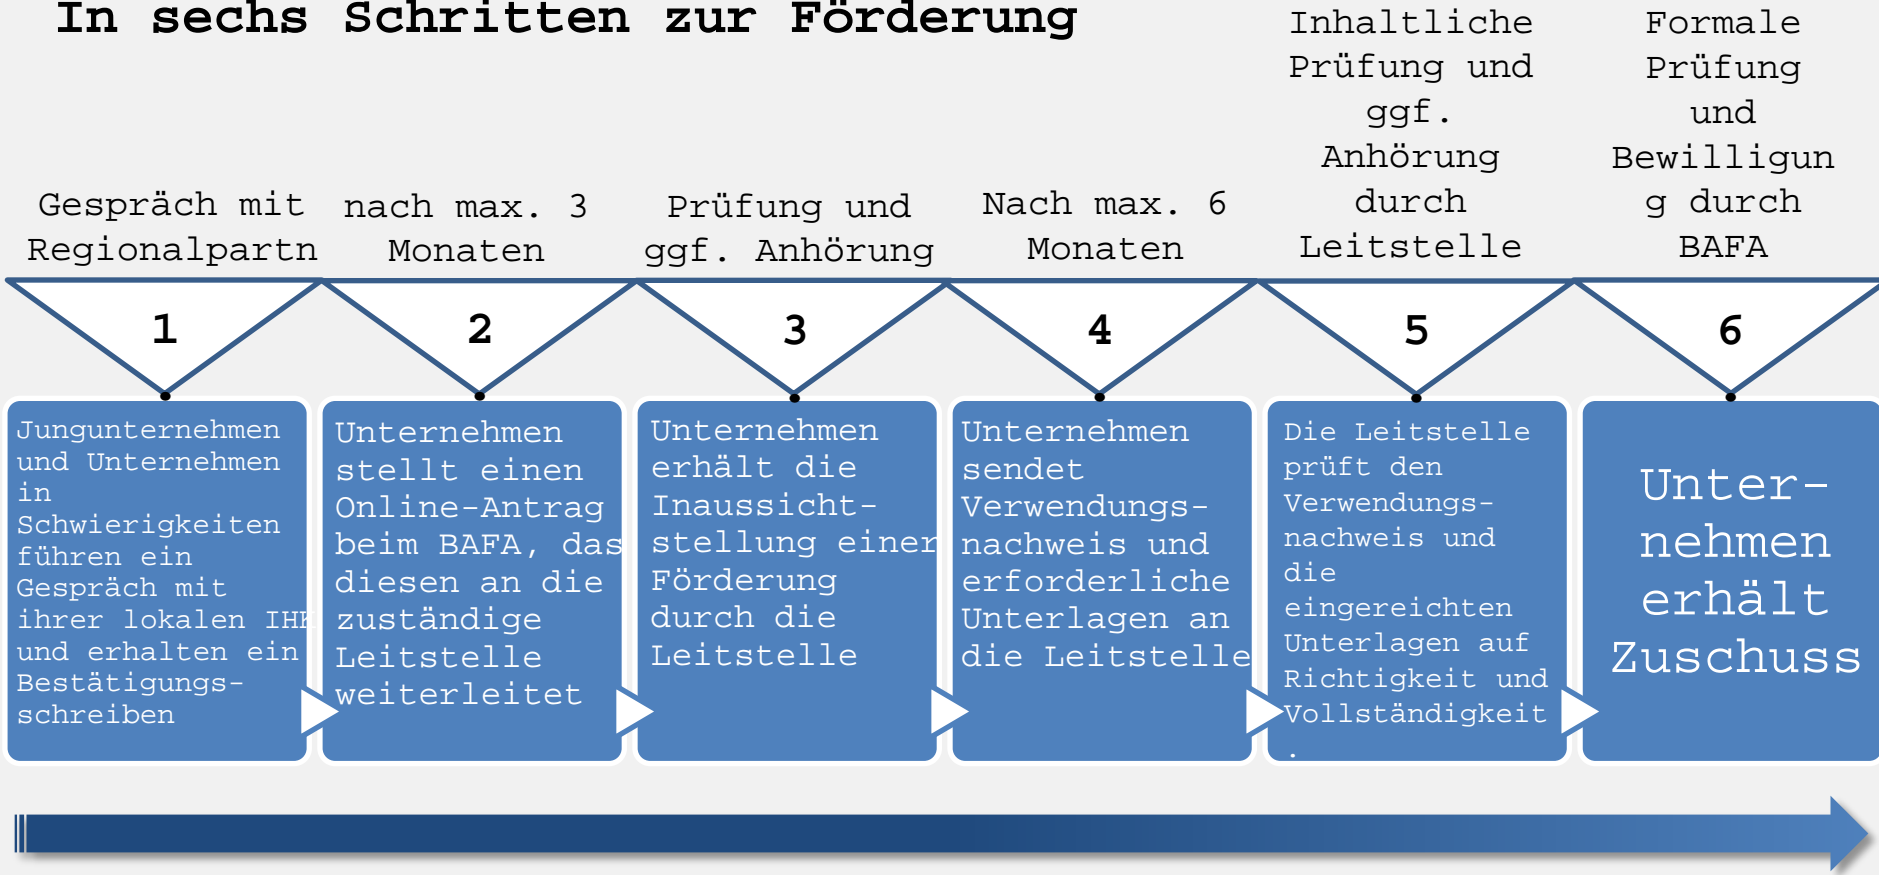 In sechs Schritten zur Förderung
Gespräch mit
Regionalpartn
nach max. 3
Monaten
Prüfung und
ggf. Anhörung
Nach max. 6
Monaten
Inhaltliche
Prüfung und
ggf.
Anhörung
durch
Leitstelle
Formale
Prüfung
und
Bewilligun
g durch
BAFA
1
2
3
4
5
6
Jungunternehmen
und Unternehmen
in
Schwierigkeiten
führen ein
Gespräch mit
ihrer lokalen IHK
und erhalten ein
Bestätigungs-
schreiben
Unternehmen
stellt einen
Online-Antrag
beim BAFA, das
diesen an die
zuständige
Leitstelle
weiterleitet
Unternehmen
erhält die
Inaussicht-
stellung einer
Förderung
durch die
Leitstelle
Unternehmen
sendet
Verwendungs-
nachweis und
erforderliche
Unterlagen an
die Leitstelle
Die Leitstelle
prüft den
Verwendungs-
nachweis und
die
eingereichten
Unterlagen auf
Richtigkeit und
Vollständigkeit
.
Unter-
nehmen
erhält
Zuschuss